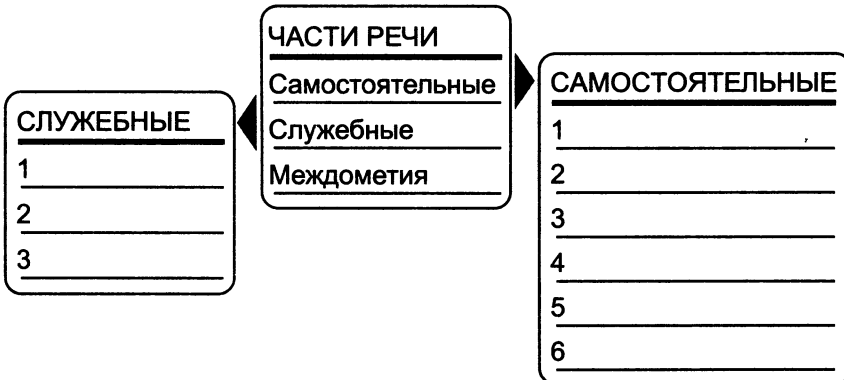 ЧАСТИ РЕЧИ
Самостоятельные
Служебные
Междометия
СЛУЖЕБНЫЕ
1
2
3
САМОСТОЯТЕЛЬНЫЕ
1
2
3
4
5
6